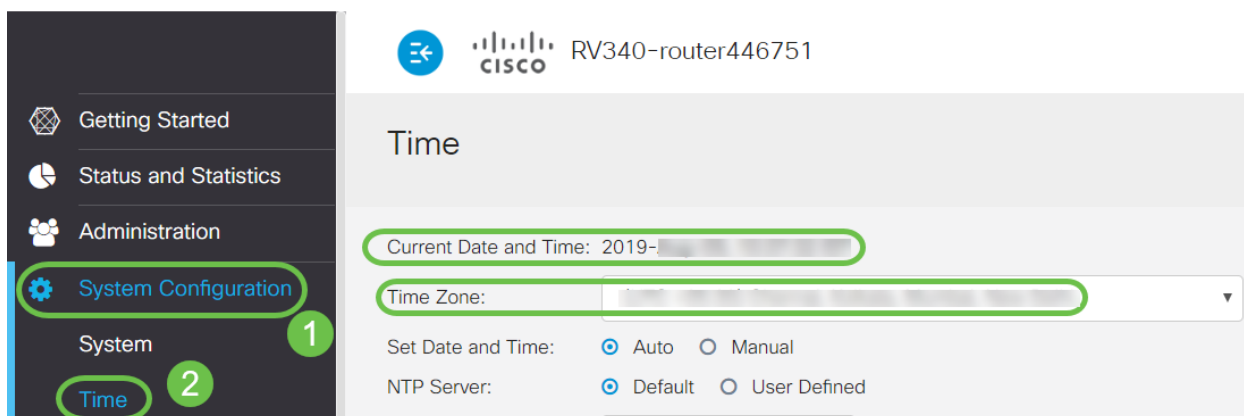 CISCO
RV340-router446751
Getting Started
Status and Statistics
Administration
System Configuration
1
System
Time
2
Time
Current Date and Time: 2019-
Time Zone:
Set Date and Time: Auto Manual
NTP Server: Default User Defined